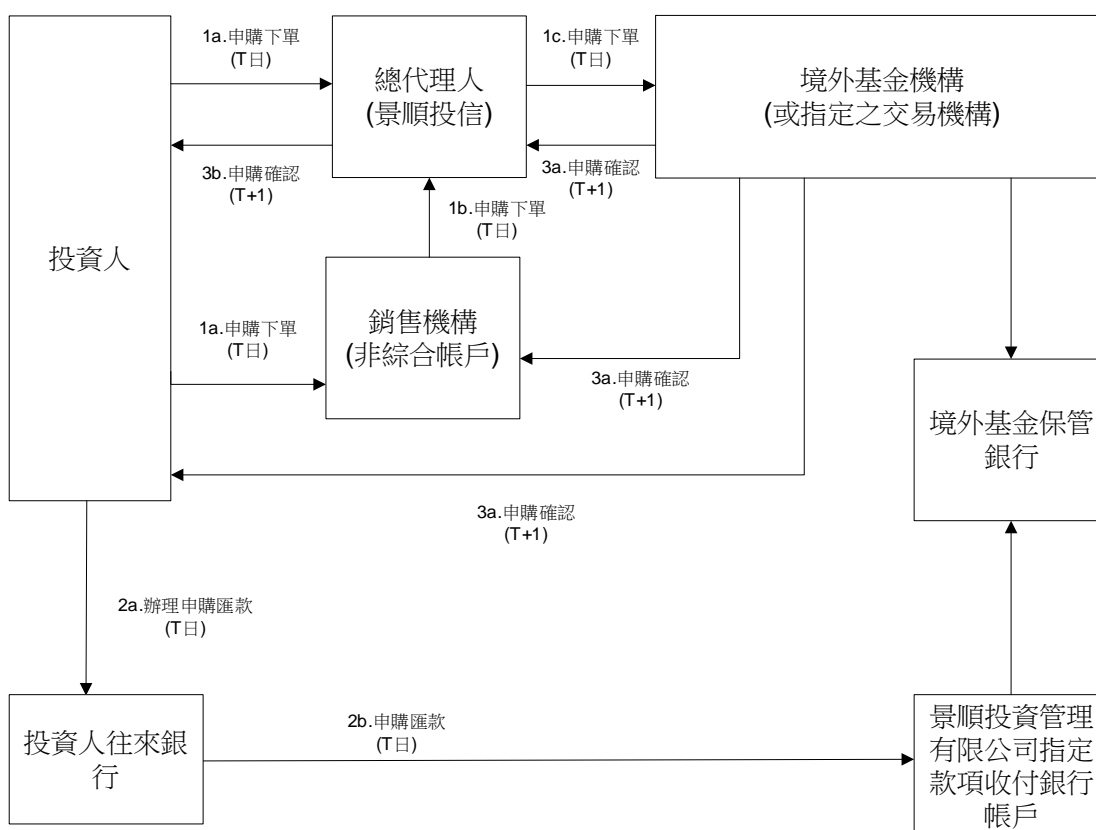 1a.申購下單
(T日)
1c.申購下單
(T日)
總代理人
(景順投信)
境外基金機構
(或指定之交易機構)
3b.申購確認
(T+1)
3a.申購確認
(T+1)
1b.申購下單
(T日)
投資人
1a.申購下單
(T日)
銷售機構
(非綜合帳戶)
3a.申購確認
(T+1)
境外基金保管
銀行
3a.申購確認
(T+1)
2a.辦理申購匯款
(T日)
投資人往來銀
行
2b.申購匯款
(T日)
景順投資管理
有限公司指定
款項收付銀行
帳戶